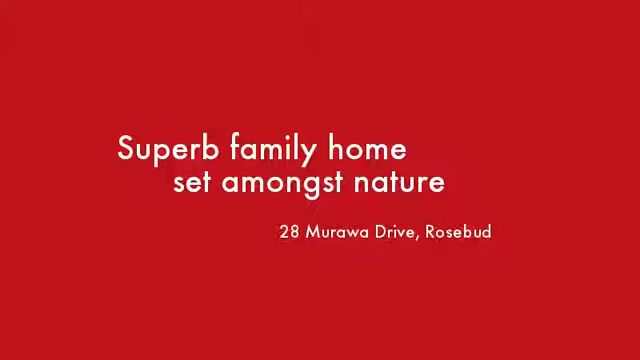 Superb family home
set amongst nature
28 Murawa Drive, Rosebud